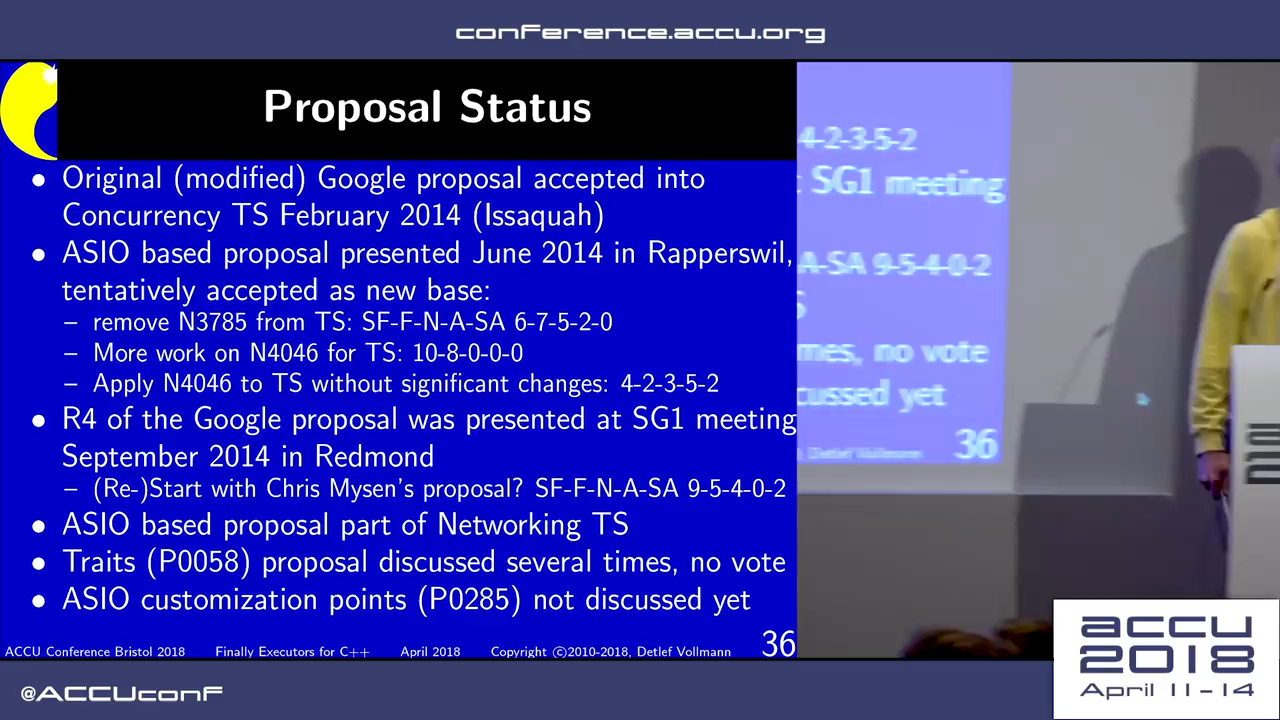 conference.accu.org
Proposal Status
• Original (modified) Google proposal accepted into
Concurrency TS February 2014 (Issaquah)
• ASIO based proposal presented June 2014 in Rapperswil,
tentatively accepted as new base:
– remove N3785 from TS: SF-F-N-A-SA 6-7-5-2-0
– More work on N4046 for TS: 10-8-0-0-0
– Apply N4046 to TS without significant changes: 4-2-3-5-2
• R4 of the Google proposal was presented at SG1 meeting
September 2014 in Redmond
– (Re-)Start with Chris Mysen's proposal? SF-F-N-A-SA 9-5-4-0-2
• ASIO based proposal part of Networking TS
• Traits (P0058) proposal discussed several times, no vote
• ASIO customization points (P0285) not discussed yet
ACCU Conference Bristol 2018 Finally Executors for C++ April 2018 Copyright ©2010-2018, Detlef Vollmann 36
4-2-3-5-2
SG1 meeting
A-SA 9-5-4-0-2
S
mes, no vote
cussed yet
Detlef Vollmann 36
accu
2018
April 11-14
@ACCUconf